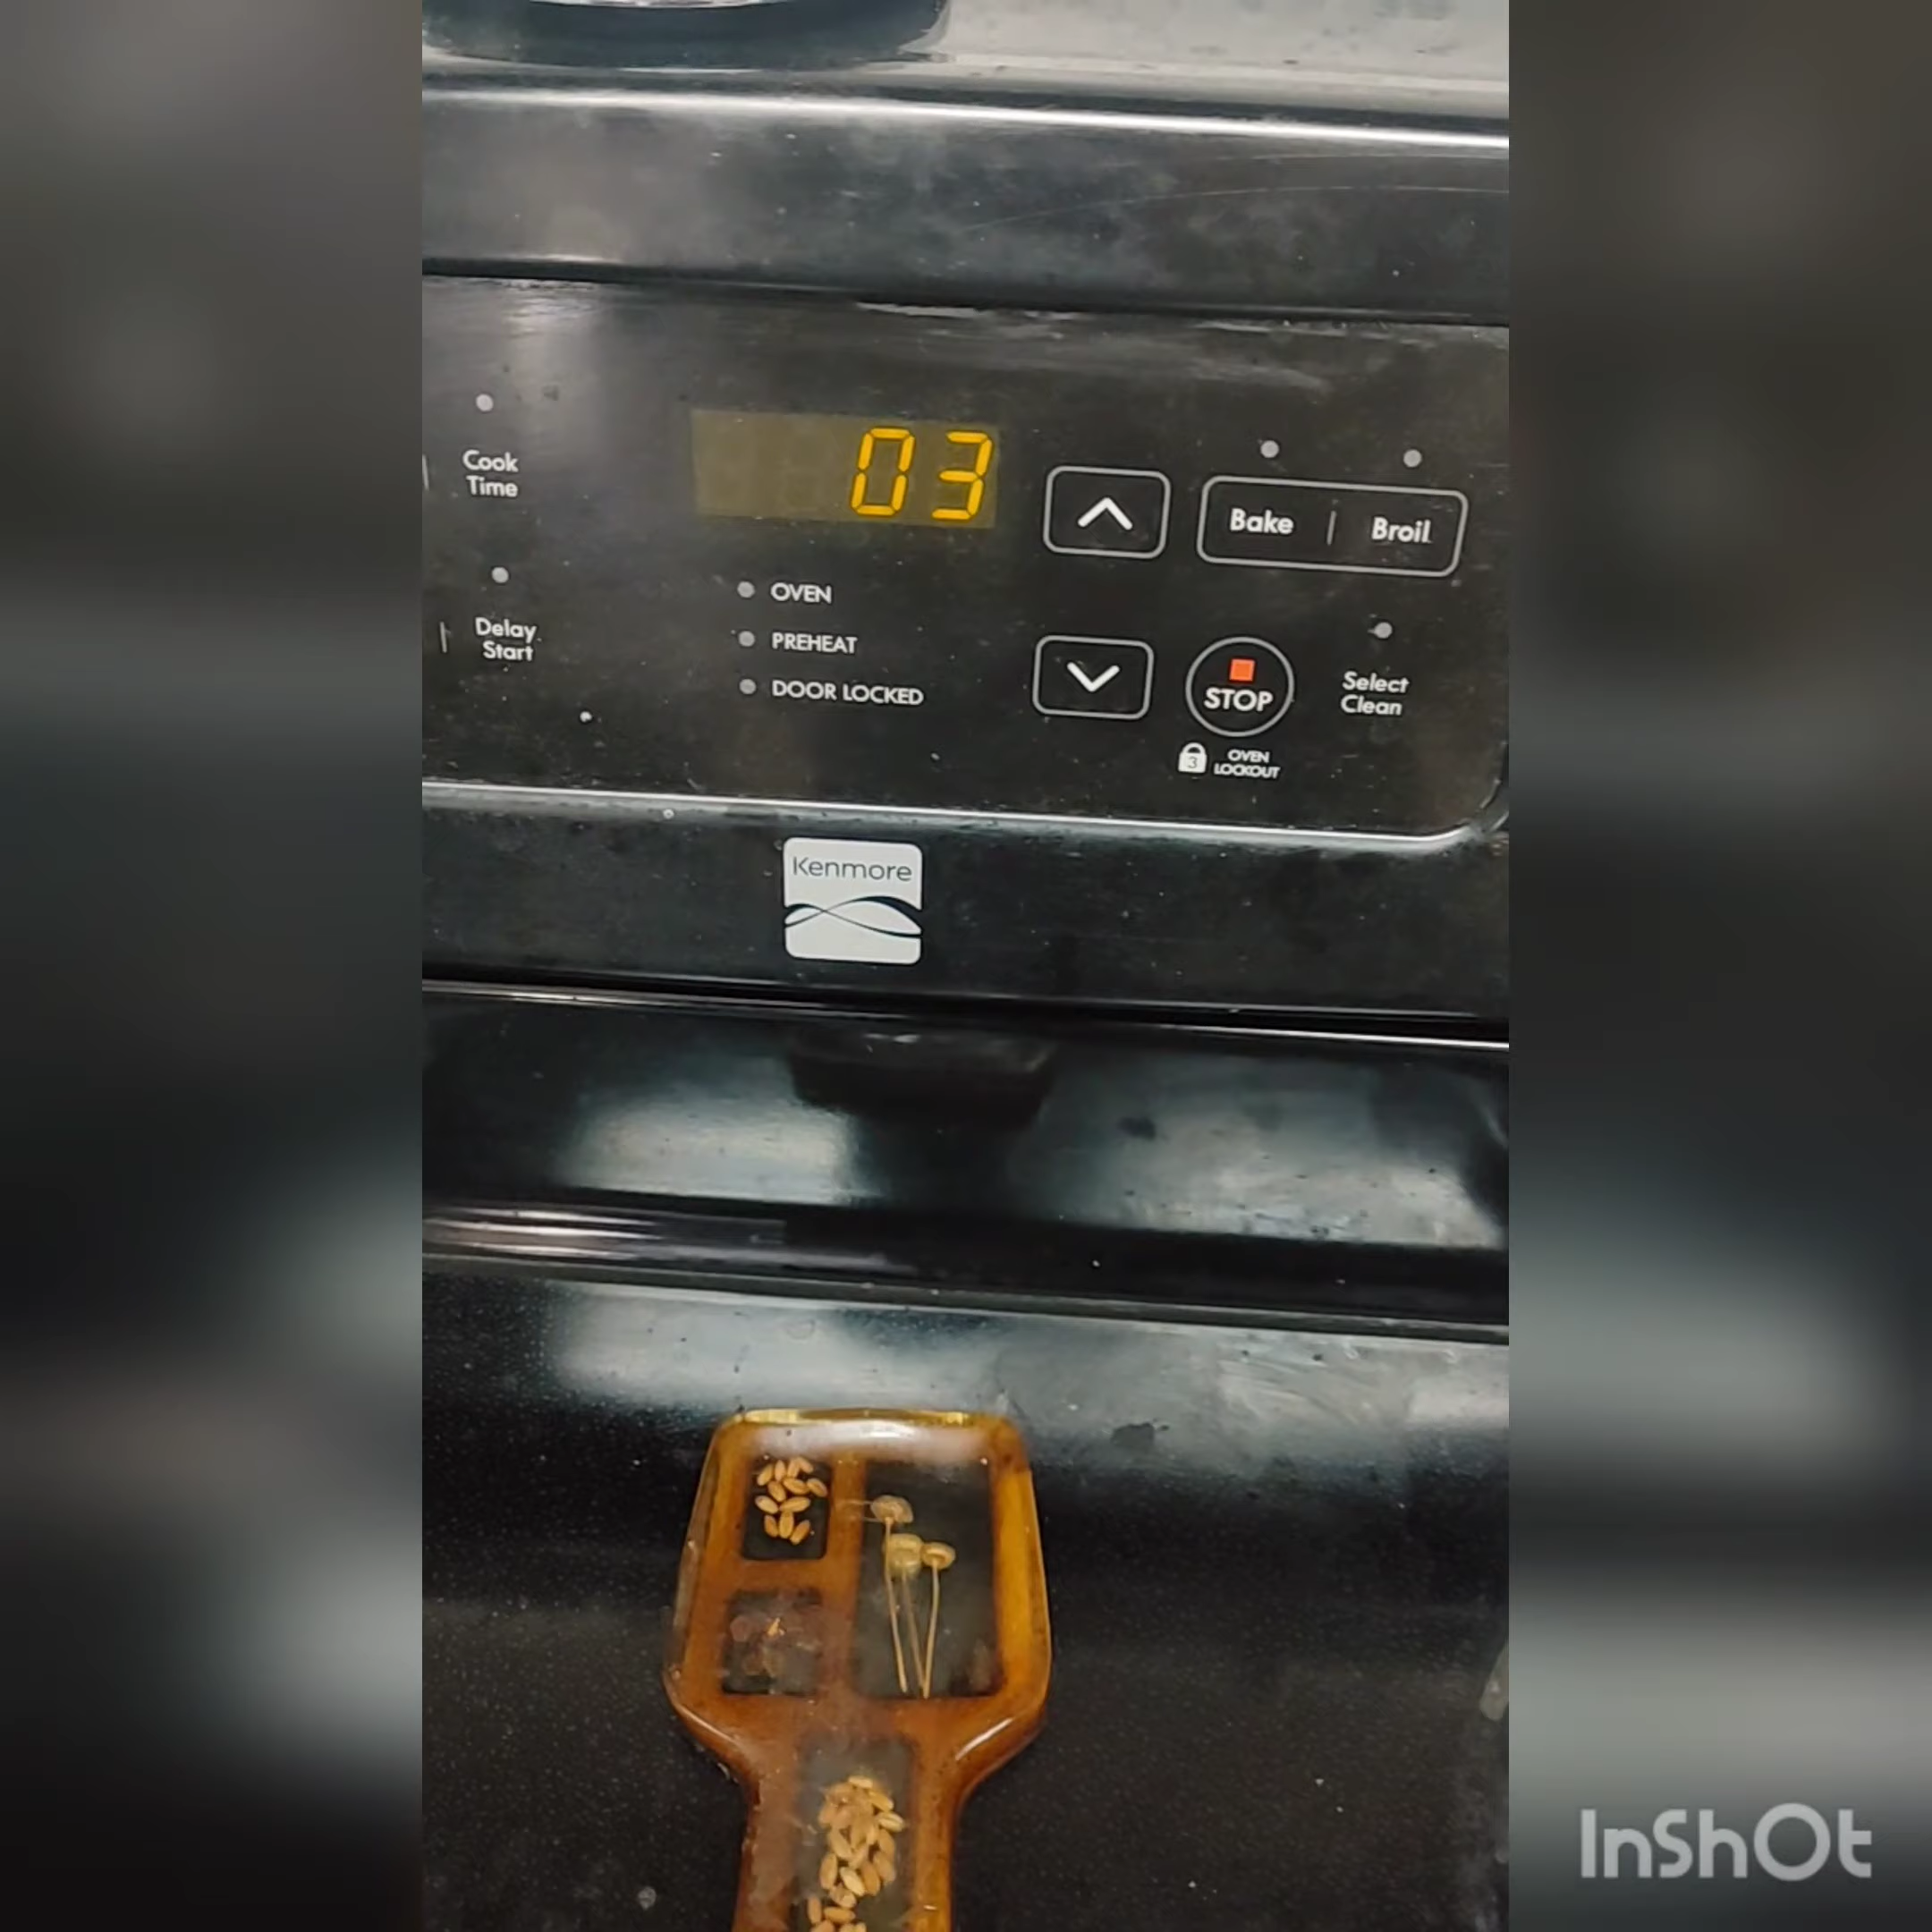 Cook
Time
03
Bake | Broil
OVEN
PREHEAT
DOOR LOCKED
Delay
Start
STOP
Select
Clean
3
OVEN
LOCKOUT
Kenmore
InShOt